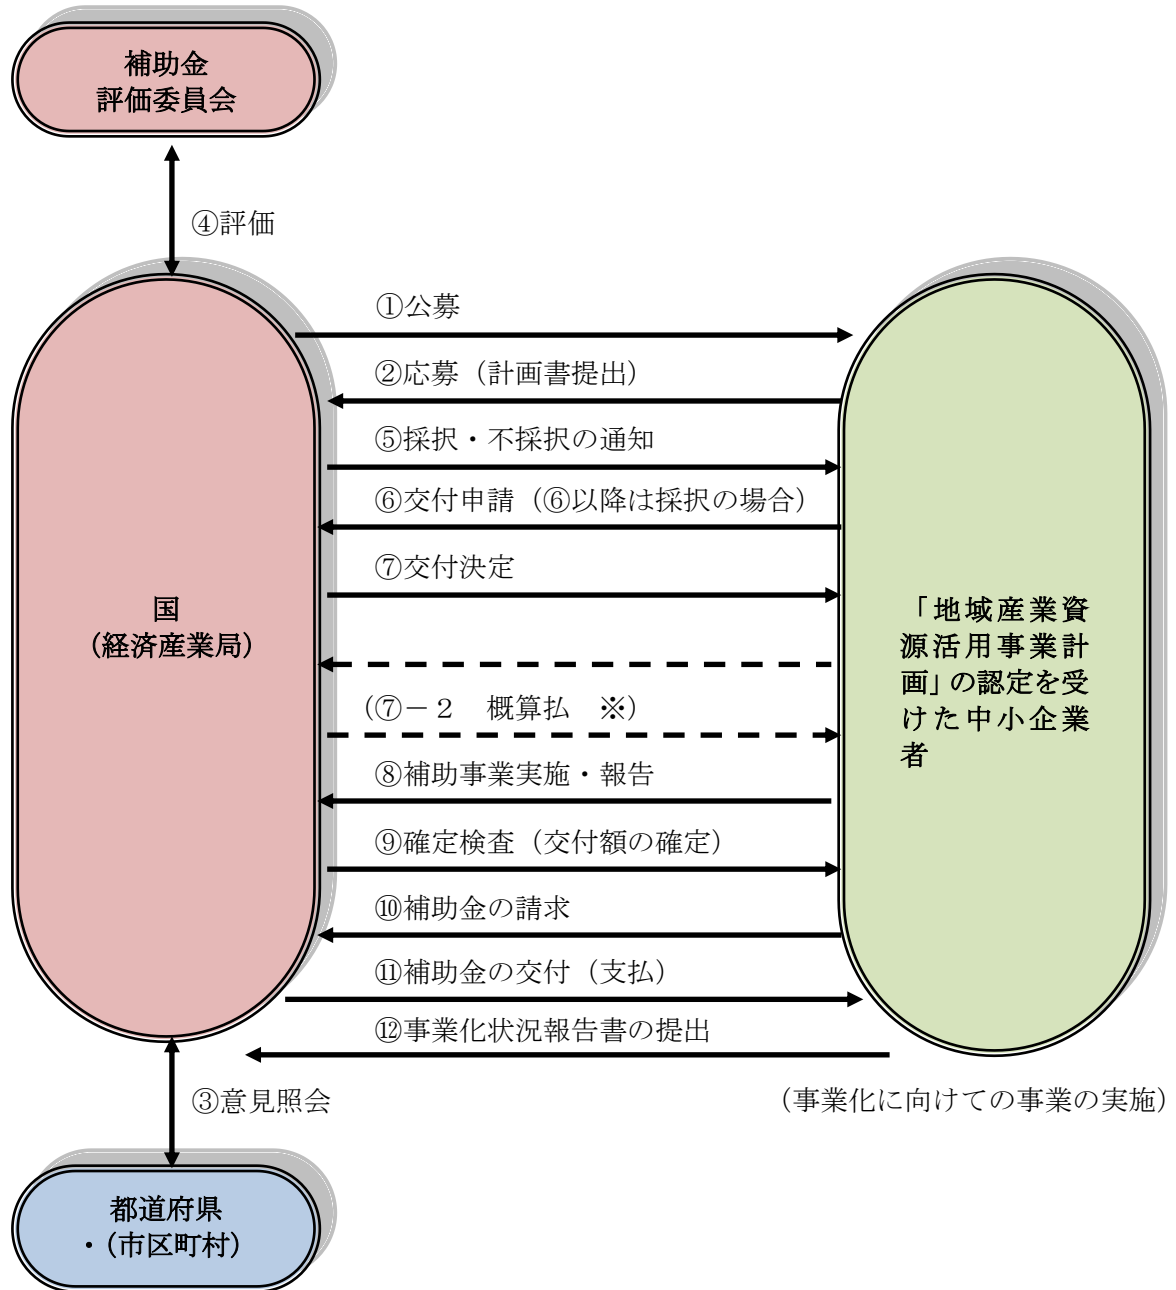 補助金
評価委員会
④評価
①公募
②応募（計画書提出）
⑤採択・不採択の通知
⑥交付申請（⑥以降は採択の場合）
⑦交付決定
国
（経済産業局）
「地域産業資
源活用事業計
画」の認定を受
けた中小企業
者
（⑦－２　概算払　※）
⑧補助事業実施・報告
⑨確定検査（交付額の確定）
⑩補助金の請求
⑪補助金の交付（支払）
⑫事業化状況報告書の提出
③意見照会
（事業化に向けての事業の実施）
都道府県
・（市区町村）